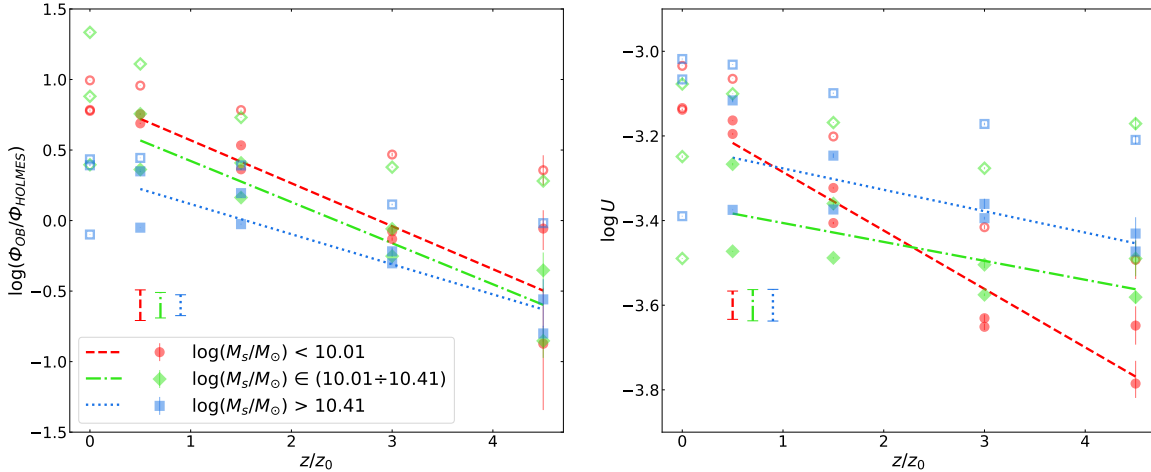 1.5
1.0
0.5
0.0
−0.5
−1.0
−1.5
log(Φ_OB/Φ_HOLMES)
log(M_s/M_⊙) < 10.01
log(M_s/M_⊙) ∈ (10.01÷10.41)
log(M_s/M_⊙) > 10.41
0 1 2 3 4
z/z_0
−3.0
−3.2
−3.4
−3.6
−3.8
log U
0 1 2 3 4
z/z_0